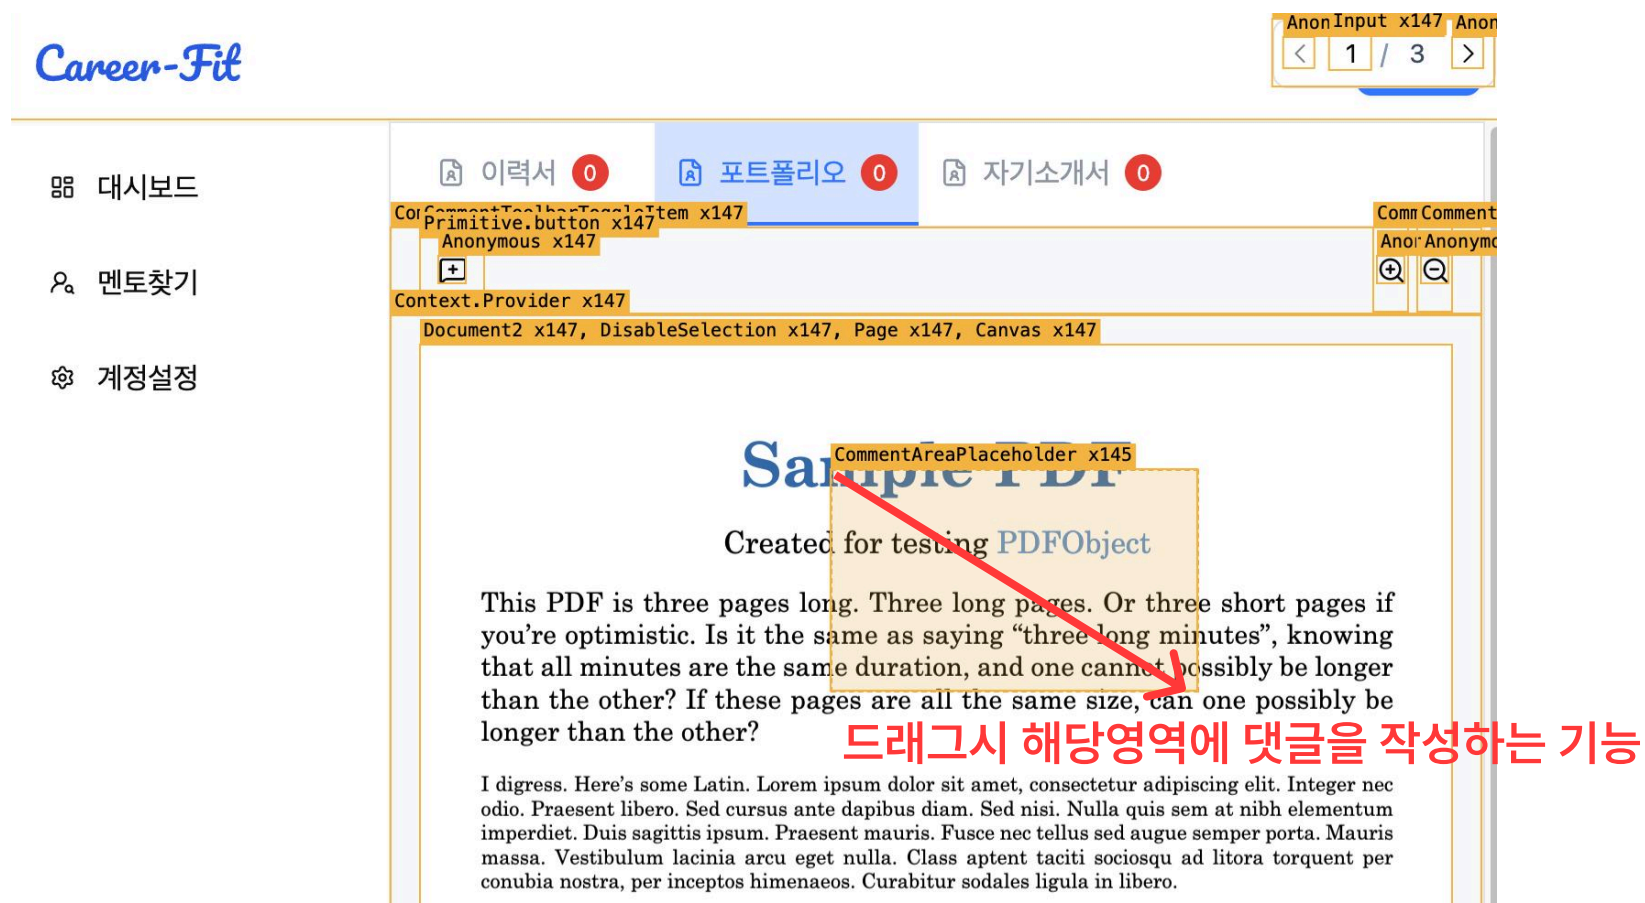 Anon Input x147 Anon
Career-Fit
1 / 3
대시보드
멘토찾기
계정설정
이력서 0
포트폴리오 0
자기소개서 0
Primitive.button x147
Comm Comment
Anonymous x147
Context.Provider x147
Document2 x147, DisableSelection x147, Page x147, Canvas x147
CommentAreaPlaceholder x145
Sample PDF
Created for testing PDFObject
This PDF is three pages long. Three long pages. Or three short pages if
you’re optimistic. Is it the same as saying “three long minutes”, knowing
that all minutes are the same duration, and one cannot possibly be longer
than the other? If these pages are all the same size, can one possibly be
longer than the other?
드래그시 해당영역에 댓글을 작성하는 기능
I digress. Here’s some Latin. Lorem ipsum dolor sit amet, consectetur adipiscing elit. Integer nec
odio. Praesent libero. Sed cursus ante dapibus diam. Sed nisi. Nulla quis sem at nibh elementum
imperdiet. Duis sagittis ipsum. Praesent mauris. Fusce nec tellus sed augue semper porta. Mauris
massa. Vestibulum lacinia arcu eget nulla. Class aptent taciti sociosqu ad litora torquent per
conubia nostra, per inceptos himenaeos. Curabitur sodales ligula in libero.